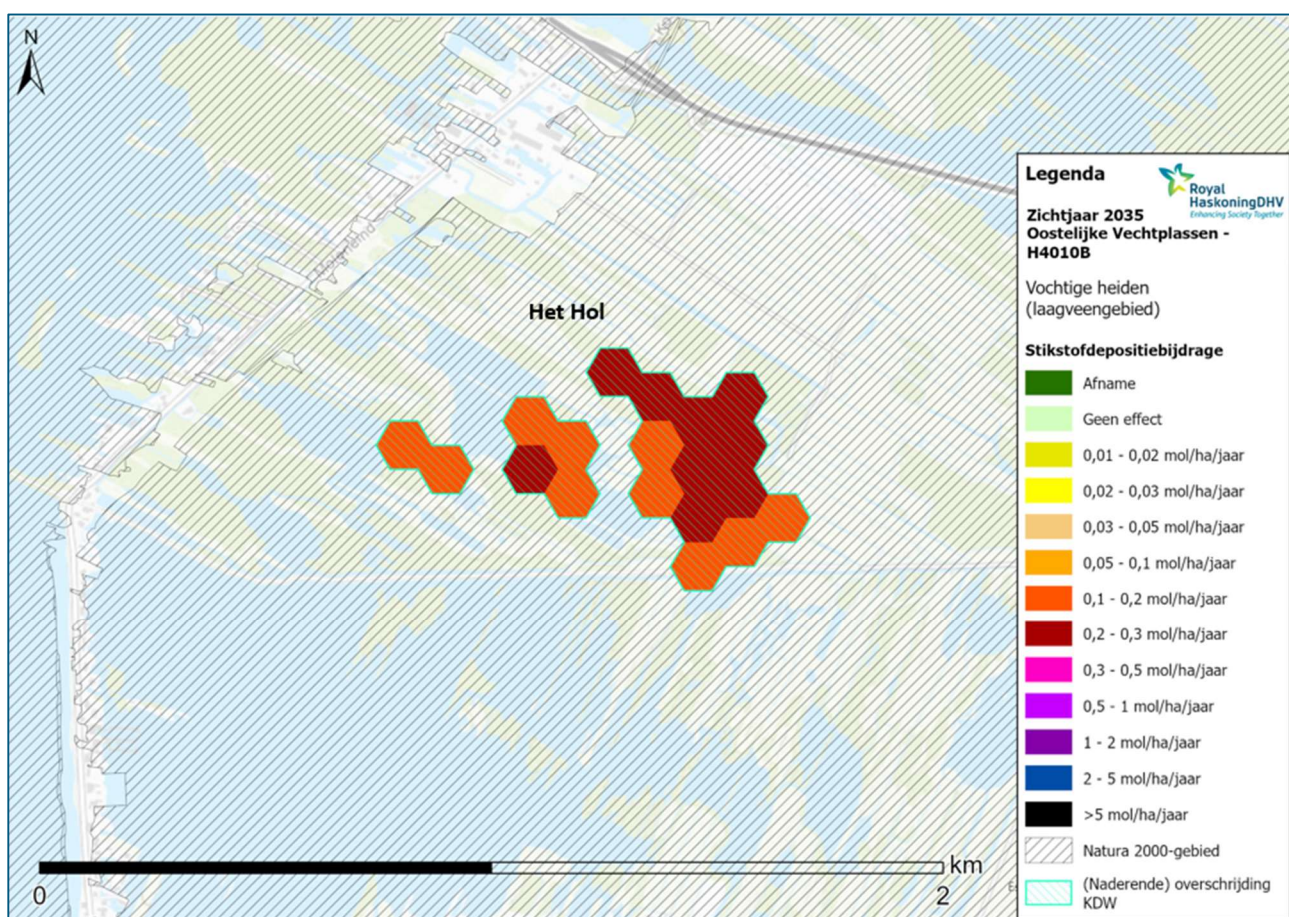 N
Moleneind
Het Hol
0
2
km
Legenda
Royal
HaskoningDHV
Enhancing Society Together
Zichtjaar 2035
Oostelijke Vechtplassen -
H4010B
Vochtige heiden
(laagveengebied)
Stikstofdepositiebijdrage
Afname
Geen effect
0,01 - 0,02 mol/ha/jaar
0,02 - 0,03 mol/ha/jaar
0,03 - 0,05 mol/ha/jaar
0,05 - 0,1 mol/ha/jaar
0,1 - 0,2 mol/ha/jaar
0,2 - 0,3 mol/ha/jaar
0,3 - 0,5 mol/ha/jaar
0,5 - 1 mol/ha/jaar
1 - 2 mol/ha/jaar
2 - 5 mol/ha/jaar
>5 mol/ha/jaar
Natura 2000-gebied
(Naderende) overschrijding
KDW